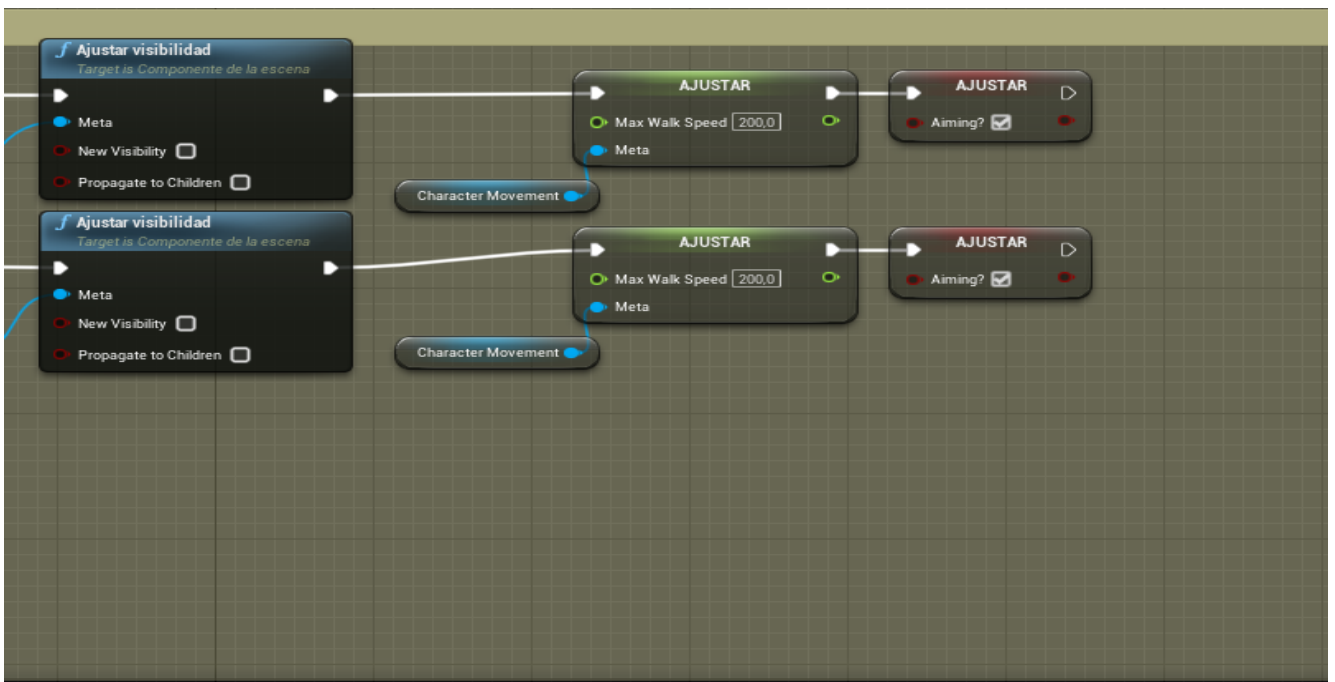 Ajustar visibilidad
Target is Componente de la escena
Meta
New Visibility
Propagate to Children
AJUSTAR
Max Walk Speed 200,0
Meta
Character Movement
AJUSTAR
Aiming?
Ajustar visibilidad
Target is Componente de la escena
Meta
New Visibility
Propagate to Children
AJUSTAR
Max Walk Speed 200,0
Meta
Character Movement
AJUSTAR
Aiming?